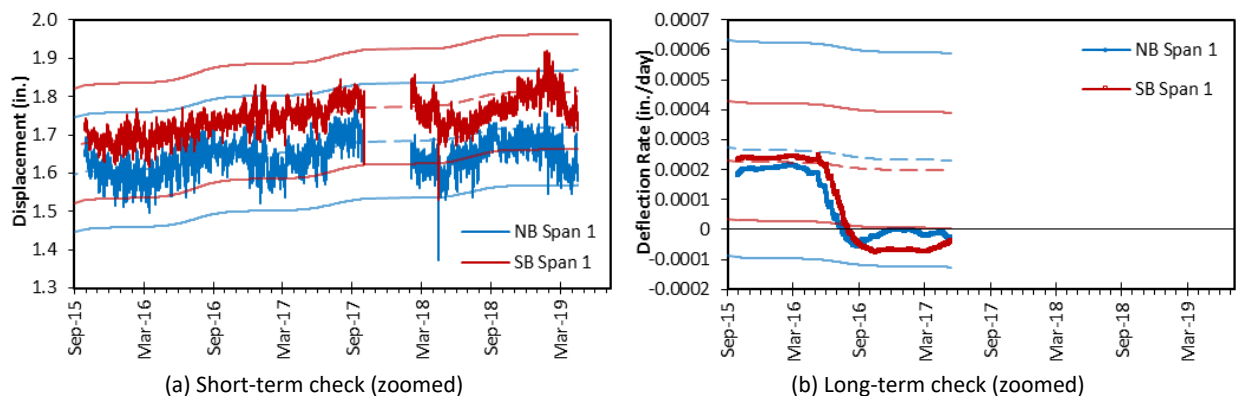 Displacement (in.)
2.0
1.9
1.8
1.7
1.6
1.5
1.4
1.3
NB Span 1
SB Span 1
Sep-15
Mar-16
Sep-16
Mar-17
Sep-17
Mar-18
Sep-18
Mar-19
(a) Short-term check (zoomed)
Deflection Rate (in./day)
0.0007
0.0006
0.0005
0.0004
0.0003
0.0002
0.0001
0
-0.0001
-0.0002
NB Span 1
SB Span 1
Sep-15
Mar-16
Sep-16
Mar-17
Sep-17
Mar-18
Sep-18
Mar-19
(b) Long-term check (zoomed)